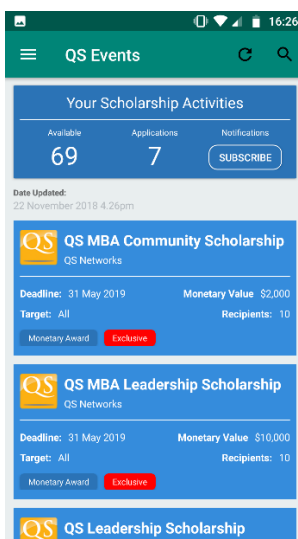 16:26
QS Events
Your Scholarship Activities
Available Applications Notifications
69 7 SUBSCRIBE
Date Updated:
22 November 2018 4.26pm
QS QS MBA Community Scholarship
QS Networks
Deadline: 31 May 2019 Monetary Value $2,000
Target: All Recipients: 10
Monetary Award Exclusive
QS QS MBA Leadership Scholarship
QS Networks
Deadline: 31 May 2019 Monetary Value $10,000
Target: All Recipients: 10
Monetary Award Exclusive
QS QS Leadership Scholarship